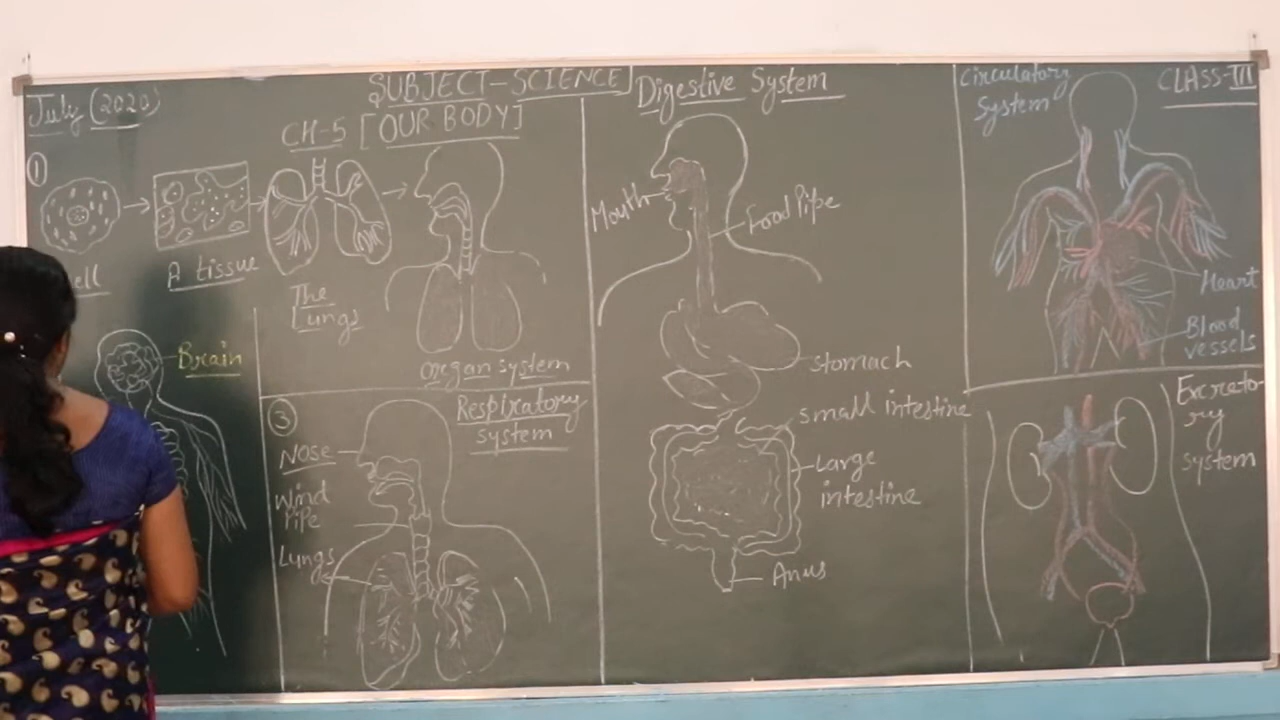 July (2020)
SUBJECT-SCIENCE
CH-5 [OUR BODY]
CLASS-III
①
ell
A tissue
The
Lungs
organ system
Brain
③
Respiratory
system
Nose
Wind
Pipe
Lungs
Digestive System
Mouth
Food Pipe
stomach
small intestine
Large
intestine
Anus
Circulatory
System
Heart
Blood
vessels
Excreto-
ry
system